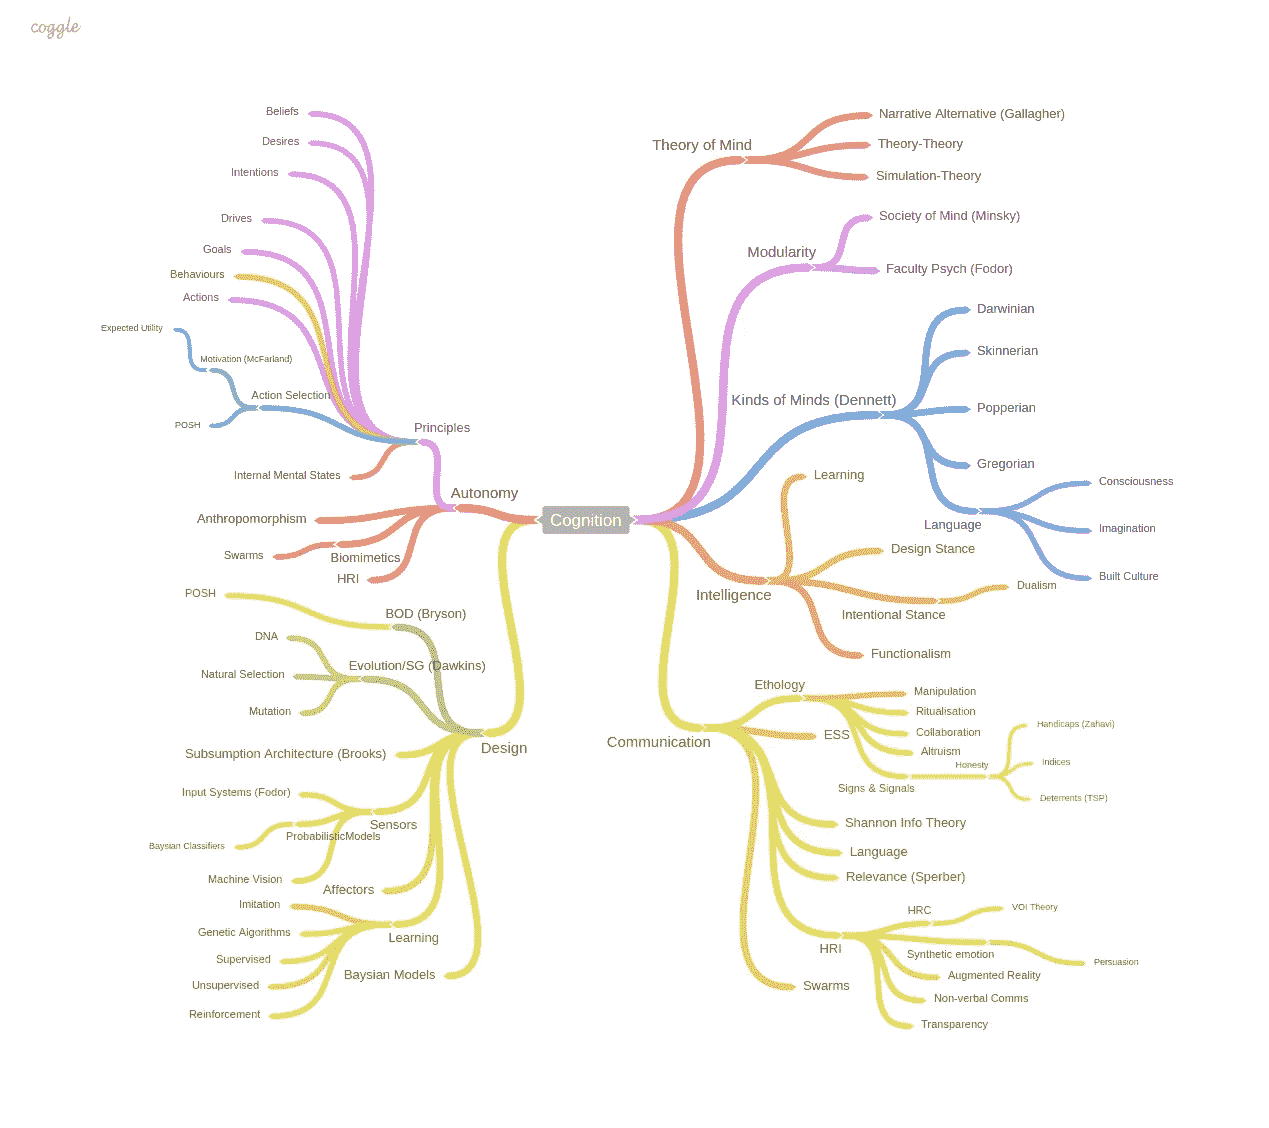 coggle
Cognition
Theory of Mind
Narrative Alternative (Gallagher)
Theory-Theory
Simulation-Theory
Modularity
Society of Mind (Minsky)
Faculty Psych (Fodor)
Kinds of Minds (Dennett)
Darwinian
Skinnerian
Popperian
Gregorian
Language
Consciousness
Imagination
Built Culture
Intelligence
Learning
Design Stance
Intentional Stance
Dualism
Functionalism
Communication
Ethology
Manipulation
Ritualisation
Collaboration
Altruism
Signs & Signals
Honesty
Handicaps (Zahavi)
Indices
Deterrents (TSP)
ESS
Shannon Info Theory
Language
Relevance (Sperber)
HRI
HRC
VOI Theory
Synthetic emotion
Persuasion
Augmented Reality
Non-verbal Comms
Transparency
Swarms
Autonomy
Principles
Beliefs
Desires
Intentions
Drives
Goals
Behaviours
Actions
Action Selection
Motivation (McFarland)
Expected Utility
POSH
Internal Mental States
Anthropomorphism
Biomimetics
Swarms
HRI
Design
BOD (Bryson)
POSH
Evolution/SG (Dawkins)
DNA
Natural Selection
Mutation
Subsumption Architecture (Brooks)
Sensors
Input Systems (Fodor)
ProbabilisticModels
Baysian Classifiers
Machine Vision
Affectors
Learning
Imitation
Genetic Algorithms
Supervised
Unsupervised
Reinforcement
Baysian Models